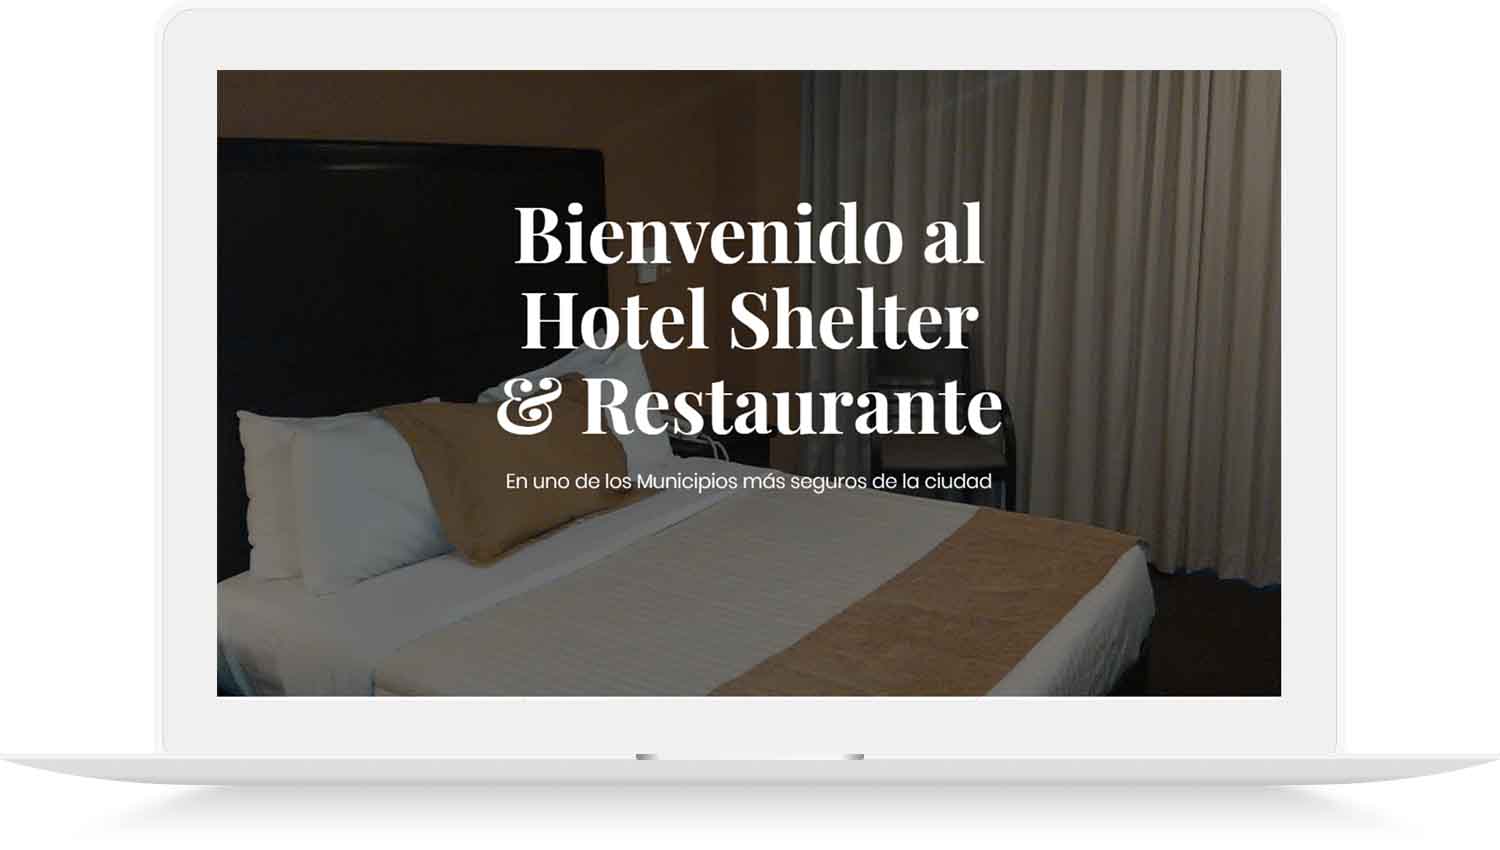 Bienvenido al
Hotel Shelter
& Restaurante
En uno de los Municipios más seguros de la ciudad